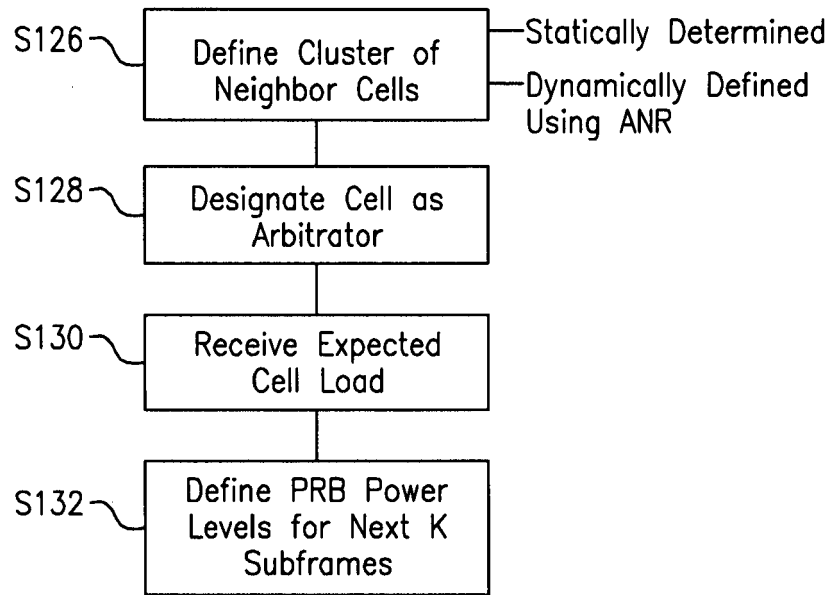 S126
Define Cluster of
Neighbor Cells
Statically Determined
Dynamically Defined
Using ANR
S128
Designate Cell as
Arbitrator
S130
Receive Expected
Cell Load
S132
Define PRB Power
Levels for Next K
Subframes